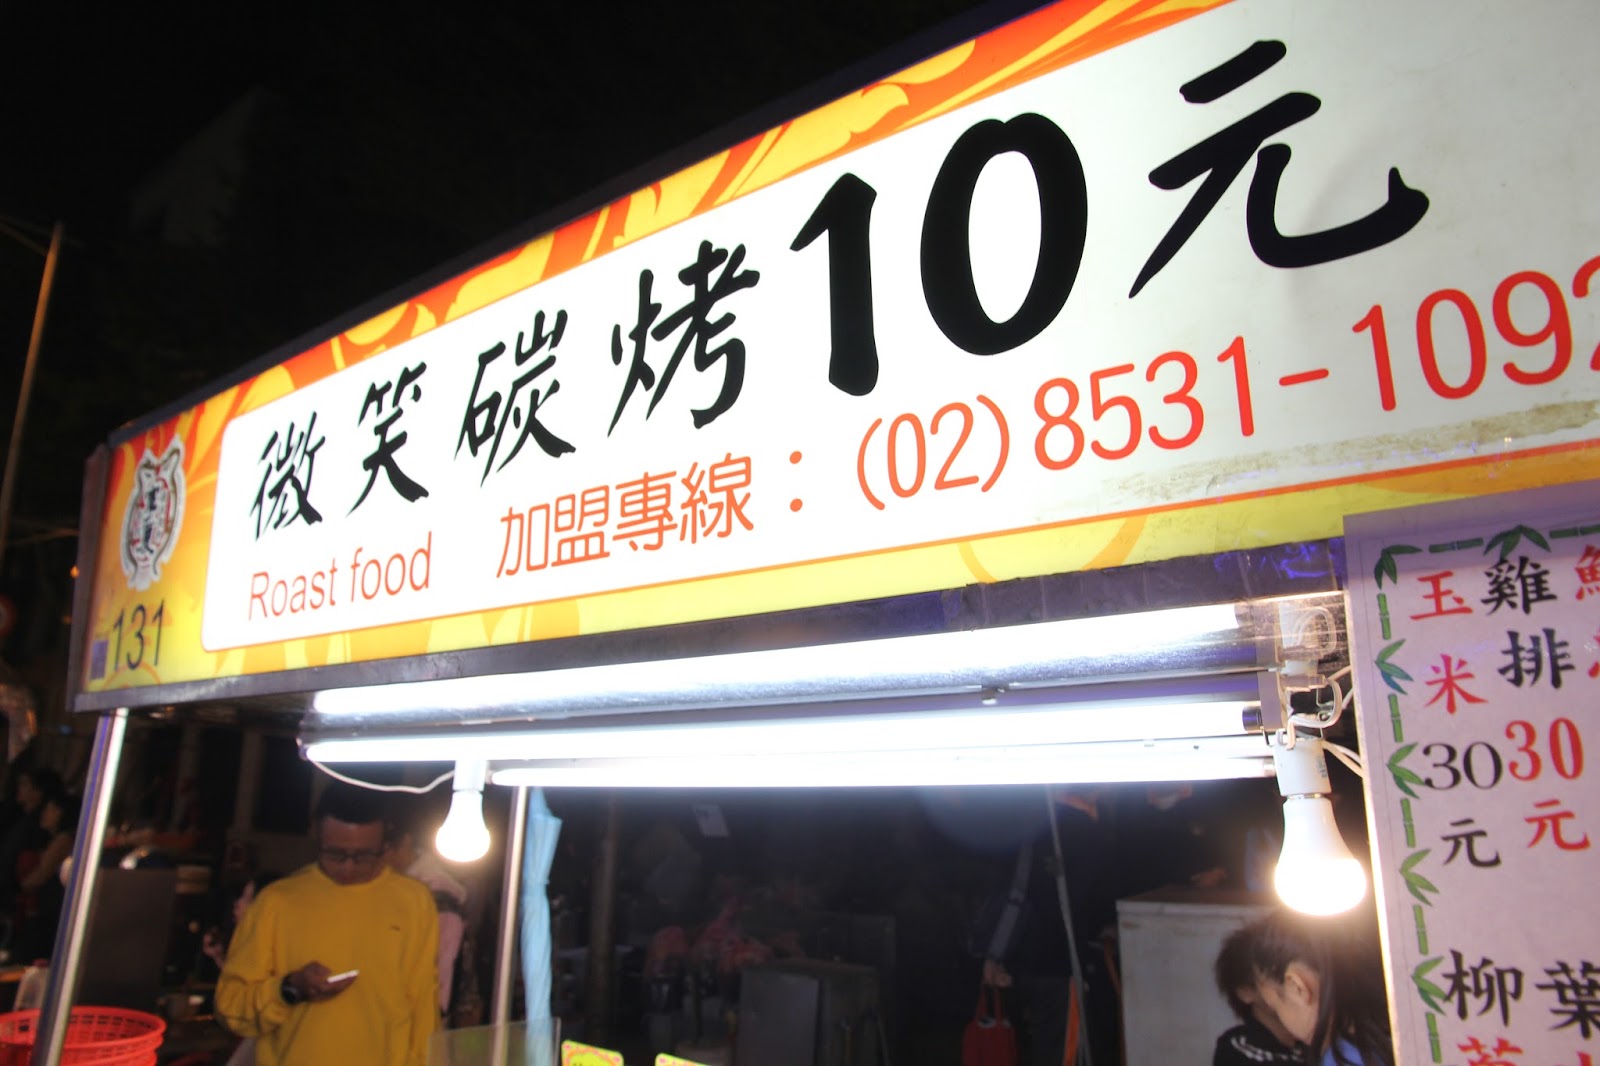 微笑碳烤10元
Roast food 加盟專線：(02)8531-1092
131
玉米30元
雞排30元
柳
葉